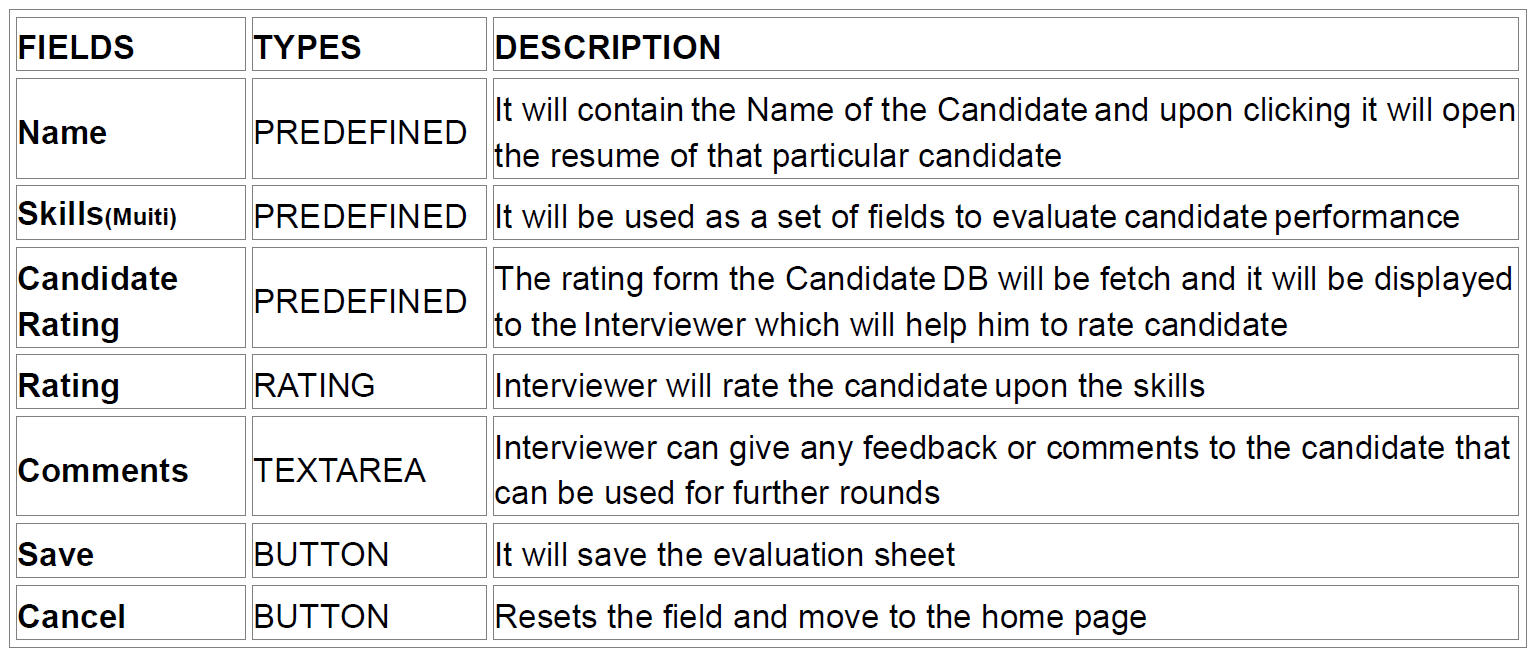 FIELDS TYPES DESCRIPTION
Name PREDEFINED It will contain the Name of the Candidate and upon clicking it will open
the resume of that particular candidate
Skills(Muiti) PREDEFINED It will be used as a set of fields to evaluate candidate performance
Candidate
Rating PREDEFINED The rating form the Candidate DB will be fetch and it will be displayed
to the Interviewer which will help him to rate candidate
Rating RATING Interviewer will rate the candidate upon the skills
Comments TEXTAREA Interviewer can give any feedback or comments to the candidate that
can be used for further rounds
Save BUTTON It will save the evaluation sheet
Cancel BUTTON Resets the field and move to the home page